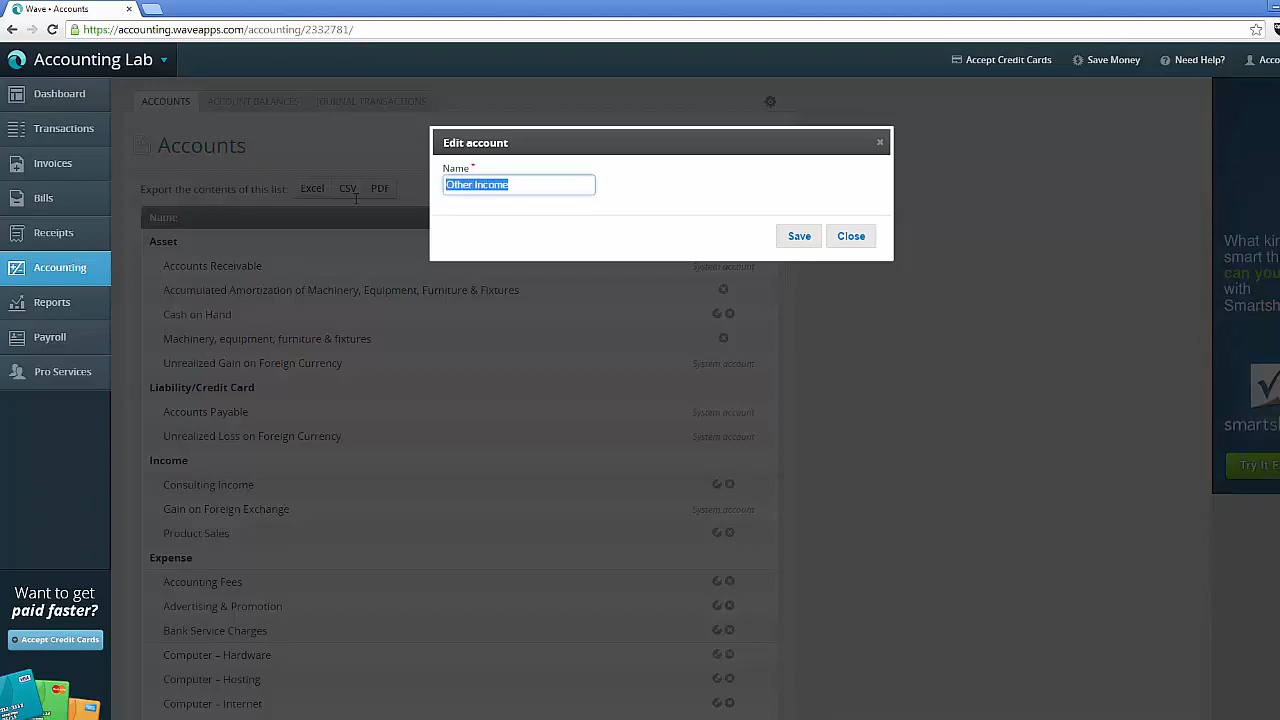 Wave • Accounts
https://accounting.waveapps.com/accounting/2332781/
Accounting Lab
Accept Credit Cards
Save Money
Need Help?
Acco
Dashboard
Transactions
Invoices
Bills
Receipts
Accounting
Reports
Payroll
Pro Services
Want to get
paid faster?
Accept Credit Cards
ACCOUNTS
ACCOUNT BALANCES
JOURNAL TRANSACTIONS
Accounts
Export the contents of this list:
Excel
CSV
PDF
Name
Asset
Accounts Receivable
System account
Accumulated Amortization of Machinery, Equipment, Furniture & Fixtures
Cash on Hand
Machinery, equipment, furniture & fixtures
Unrealized Gain on Foreign Currency
System account
Liability/Credit Card
Accounts Payable
System account
Unrealized Loss on Foreign Currency
System account
Income
Consulting Income
Gain on Foreign Exchange
System account
Product Sales
Expense
Accounting Fees
Advertising & Promotion
Bank Service Charges
Computer – Hardware
Computer – Hosting
Computer – Internet
Edit account
Name *
Other Income
Save
Close
What kin
smart th
can you
with
Smartsh
smartsh
Try It F